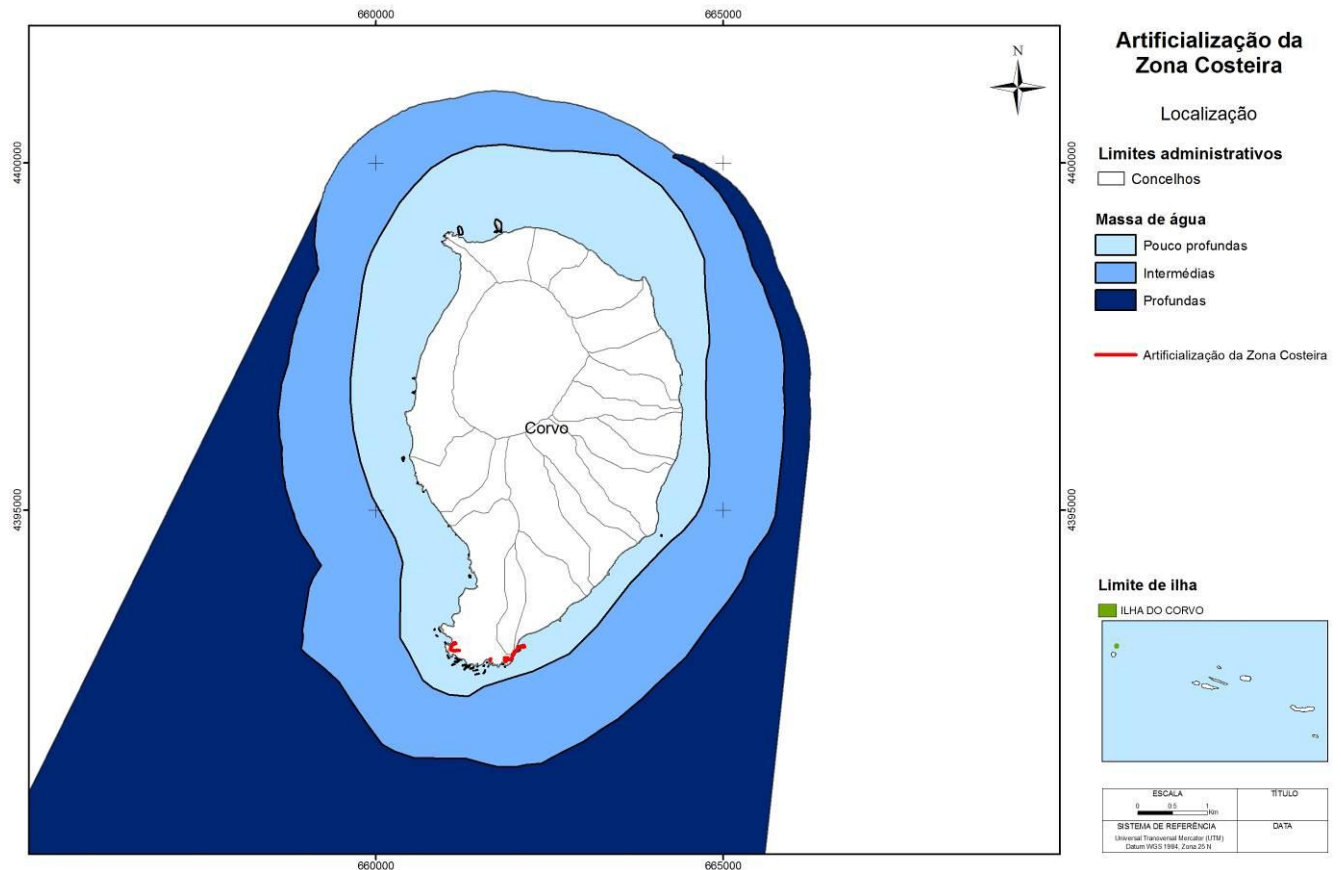 660000
665000
Artificialização da
Zona Costeira
N
Localização
Limites administrativos
Concelhos
4400000
4400000
Massa de água
Pouco profundas
Intermédias
Profundas
Artificialização da Zona Costeira
Corvo
4395000
4395000
Limite de ilha
ILHA DO CORVO
ESCALA
TÍTULO
0 0.5 1
Km
SISTEMA DE REFERÊNCIA
DATA
Universal Transversal Mercator (UTM)
Datum WGS 1984, Zona 25 N
660000
665000